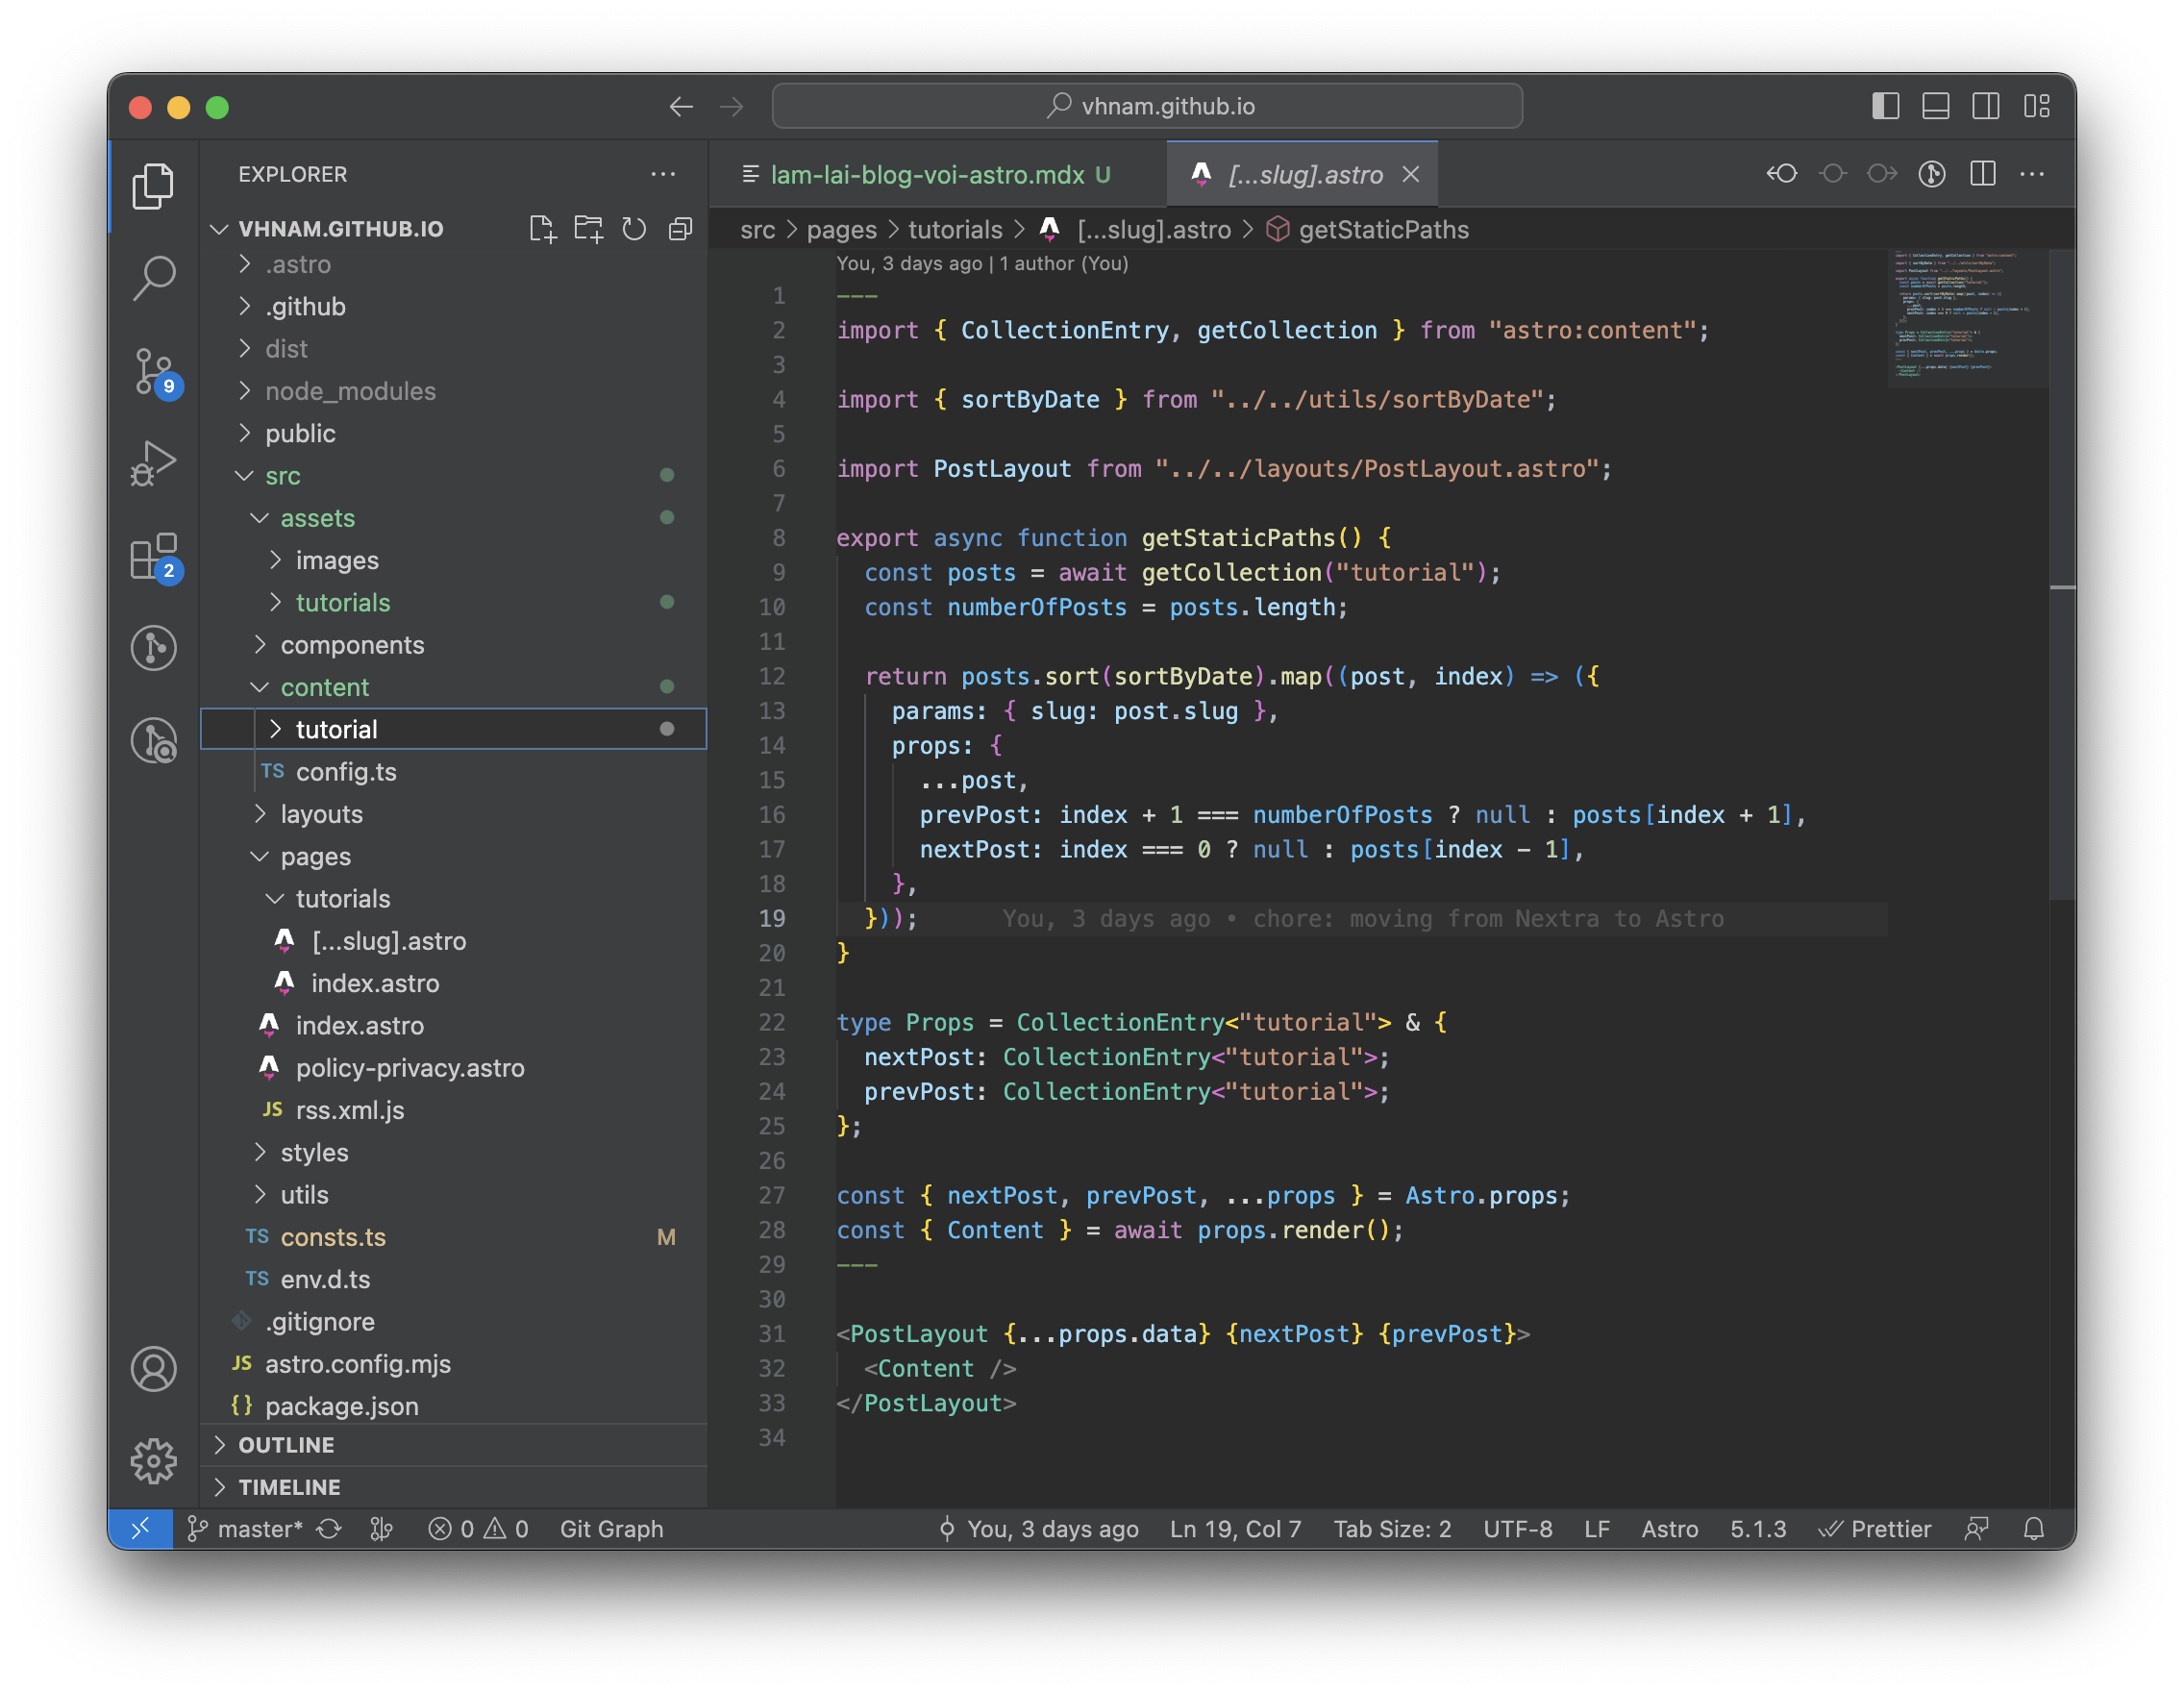 vhnam.github.io
EXPLORER
VHNAM.GITHUB.IO
.astro
.github
dist
node_modules
public
src
assets
images
tutorials
components
content
tutorial
TS config.ts
layouts
pages
tutorials
[...slug].astro
index.astro
index.astro
policy-privacy.astro
JS rss.xml.js
styles
utils
TS consts.ts M
TS env.d.ts
.gitignore
JS astro.config.mjs
{} package.json
OUTLINE
TIMELINE
9
2
lam-lai-blog-voi-astro.mdx U
[...slug].astro
src > pages > tutorials > [...slug].astro > getStaticPaths
You, 3 days ago | 1 author (You)
1 ---
2 import { CollectionEntry, getCollection } from "astro:content";
3
4 import { sortByDate } from "../../utils/sortByDate";
5
6 import PostLayout from "../../layouts/PostLayout.astro";
7
8 export async function getStaticPaths() {
9   const posts = await getCollection("tutorial");
10   const numberOfPosts = posts.length;
11
12   return posts.sort(sortByDate).map((post, index) => ({
13     params: { slug: post.slug },
14     props: {
15       ...post,
16       prevPost: index + 1 === numberOfPosts ? null : posts[index + 1],
17       nextPost: index === 0 ? null : posts[index - 1],
18     },
19   })); You, 3 days ago • chore: moving from Nextra to Astro
20 }
21
22 type Props = CollectionEntry<"tutorial"> & {
23   nextPost: CollectionEntry<"tutorial">;
24   prevPost: CollectionEntry<"tutorial">;
25 };
26
27 const { nextPost, prevPost, ...props } = Astro.props;
28 const { Content } = await props.render();
29 ---
30
31 <PostLayout {...props.data} {nextPost} {prevPost}>
32   <Content />
33 </PostLayout>
34
master* 0 0 Git Graph You, 3 days ago Ln 19, Col 7 Tab Size: 2 UTF-8 LF Astro 5.1.3 Prettier